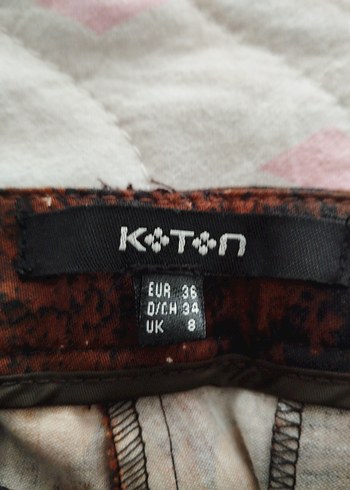 KOTON
EUR 36
D/CH 34
UK 8